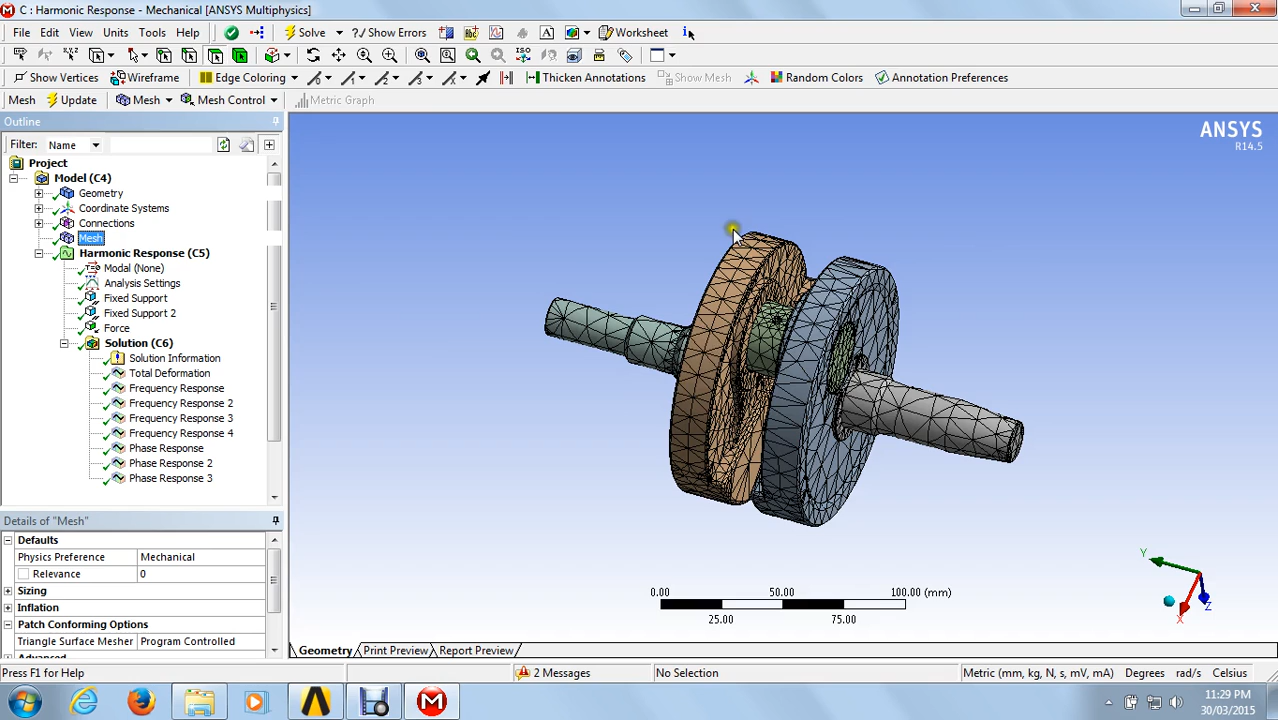 C : Harmonic Response - Mechanical [ANSYS Multiphysics]
File Edit View Units Tools Help Solve ?/ Show Errors Worksheet
Show Vertices Wireframe Edge Coloring Thicken Annotations Show Mesh Random Colors Annotation Preferences
Mesh Update Mesh Mesh Control Metric Graph
Outline
Filter: Name
Project
Model (C4)
Geometry
Coordinate Systems
Connections
Mesh
Harmonic Response (C5)
Modal (None)
Analysis Settings
Fixed Support
Fixed Support 2
Force
Solution (C6)
Solution Information
Total Deformation
Frequency Response
Frequency Response 2
Frequency Response 3
Frequency Response 4
Phase Response
Phase Response 2
Phase Response 3
Details of "Mesh"
Defaults
Physics Preference Mechanical
Relevance 0
Sizing
Inflation
Patch Conforming Options
Triangle Surface Mesher Program Controlled
Advanced
ANSYS
R14.5
Y
X
Z
0.00 50.00 100.00 (mm)
25.00 75.00
Geometry Print Preview Report Preview
Press F1 for Help 2 Messages No Selection Metric (mm, kg, N, s, mV, mA) Degrees rad/s Celsius
11:29 PM
30/03/2015